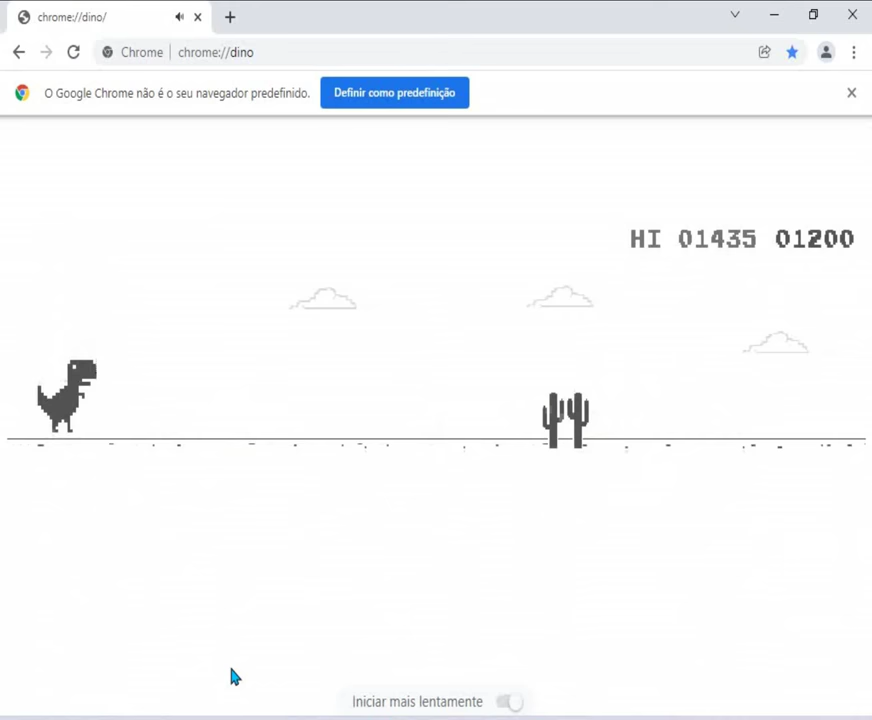 chrome://dino/
Chrome | chrome://dino
O Google Chrome não é o seu navegador predefinido. Definir como predefinição
HI 01435 01200
Iniciar mais lentamente